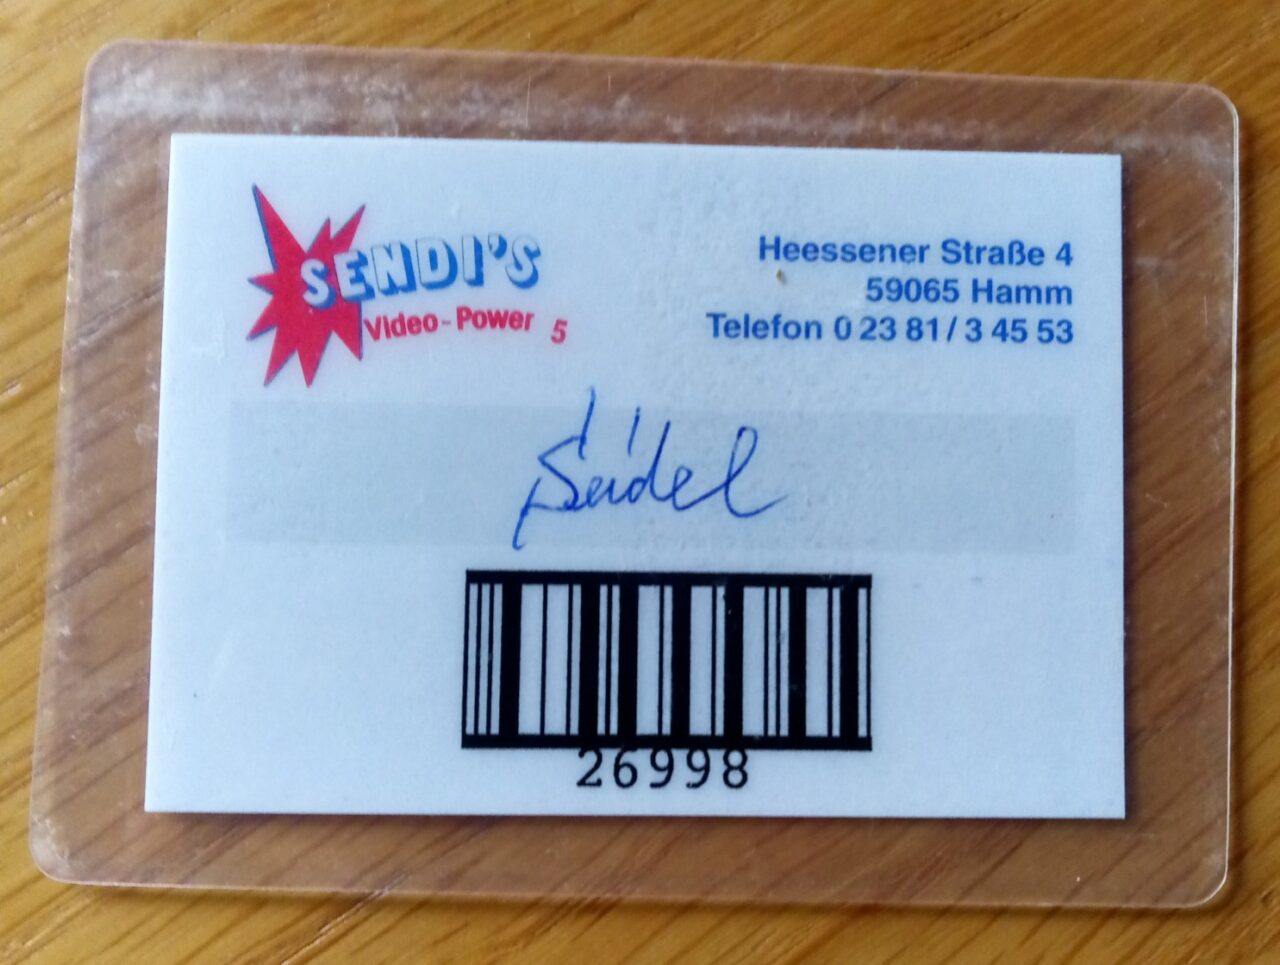 SENDI'S
Video-Power 5
Heessener Straße 4
59065 Hamm
Telefon 0 23 81 / 3 45 53
Seidel
26998